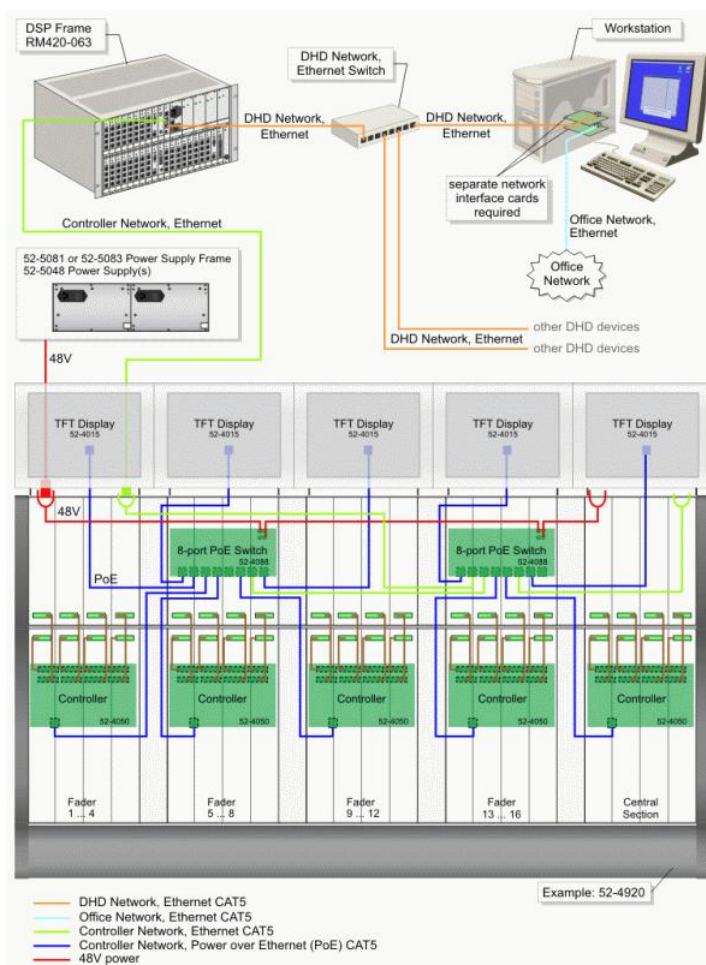 DSP Frame
RM420-063
DHD Network,
Ethernet Switch
Workstation
DHD Network,
Ethernet
DHD Network,
Ethernet
separate network
interface cards
required
Controller Network, Ethernet
Office Network,
Ethernet
52-5081 or 52-5083 Power Supply Frame
52-5048 Power Supply(s)
Office
Network
other DHD devices
DHD Network, Ethernet
other DHD devices
48V
TFT Display
52-4015
TFT Display
52-4015
TFT Display
52-4015
TFT Display
52-4015
TFT Display
52-4015
48V
8-port PoE Switch
52-4088
8-port PoE Switch
52-4088
PoE
Controller
52-4050
Controller
52-4050
Controller
52-4050
Controller
52-4050
Controller
52-4050
Fader
1 ... 4
Fader
5 ... 8
Fader
9 ... 12
Fader
13 ... 16
Central
Section
Example: 52-4920
DHD Network, Ethernet CAT5
Office Network, Ethernet CAT5
Controller Network, Ethernet CAT5
Controller Network, Power over Ethernet (PoE) CAT5
48V power